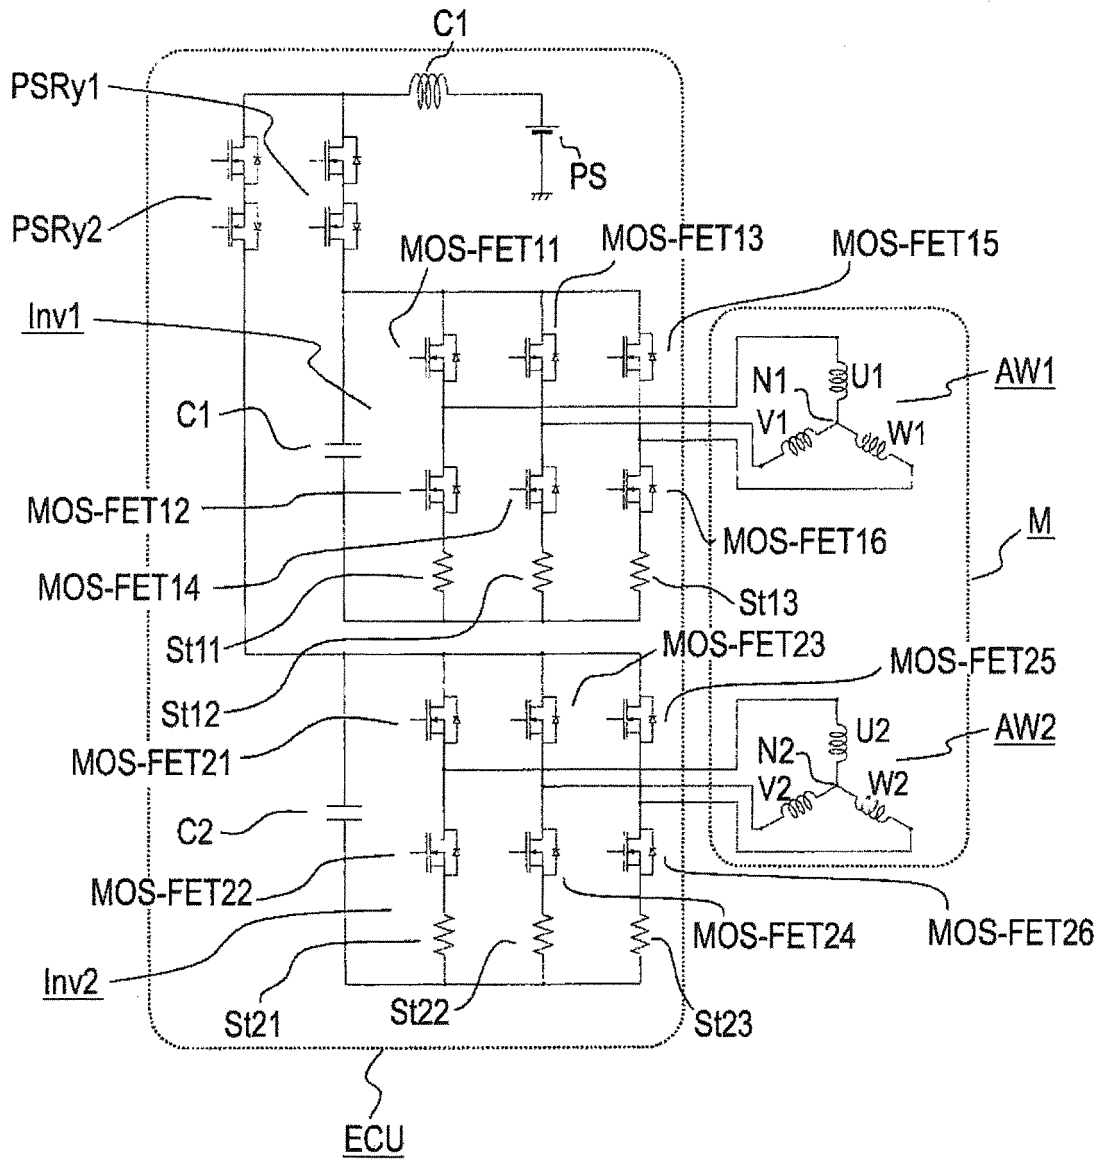 C1
PSRy1
PS
PSRy2
MOS-FET11
MOS-FET13
MOS-FET15
Inv1
N1
U1
AW1
C1
V1
W1
MOS-FET12
MOS-FET16
M
MOS-FET14
St13
St11
MOS-FET23
MOS-FET25
St12
MOS-FET21
N2
U2
AW2
V2
W2
C2
MOS-FET22
MOS-FET24
MOS-FET26
Inv2
St21
St22
St23
ECU